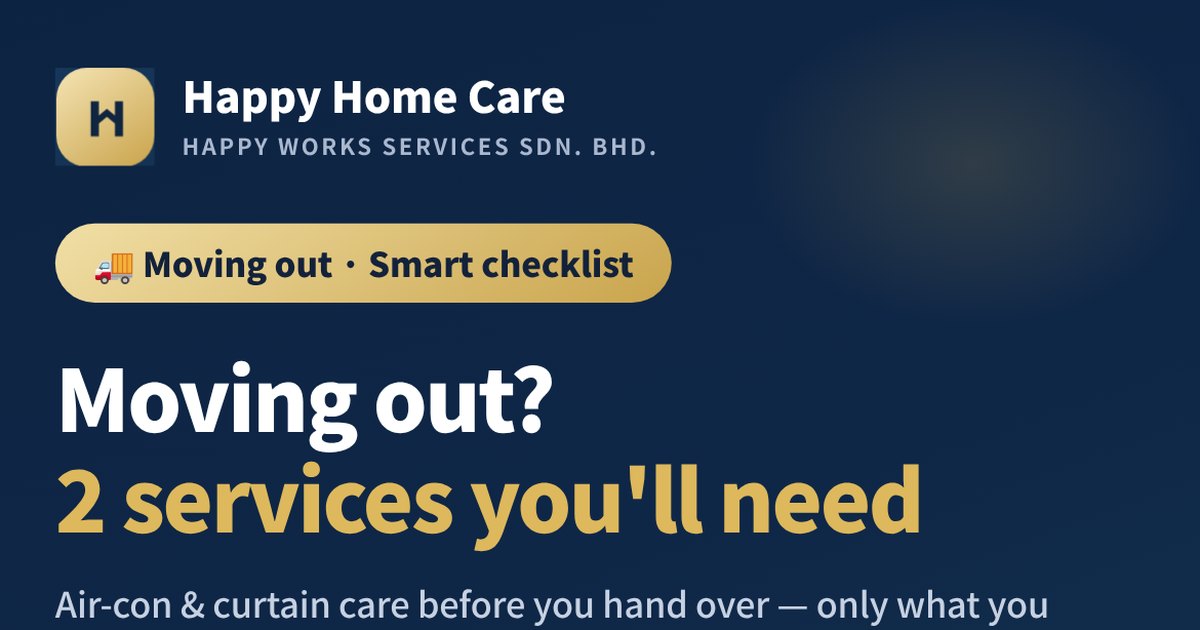 Happy Home Care
HAPPY WORKS SERVICES SDN. BHD.
🚚 Moving out · Smart checklist
Moving out?
2 services you'll need
Air-con & curtain care before you hand over — only what you